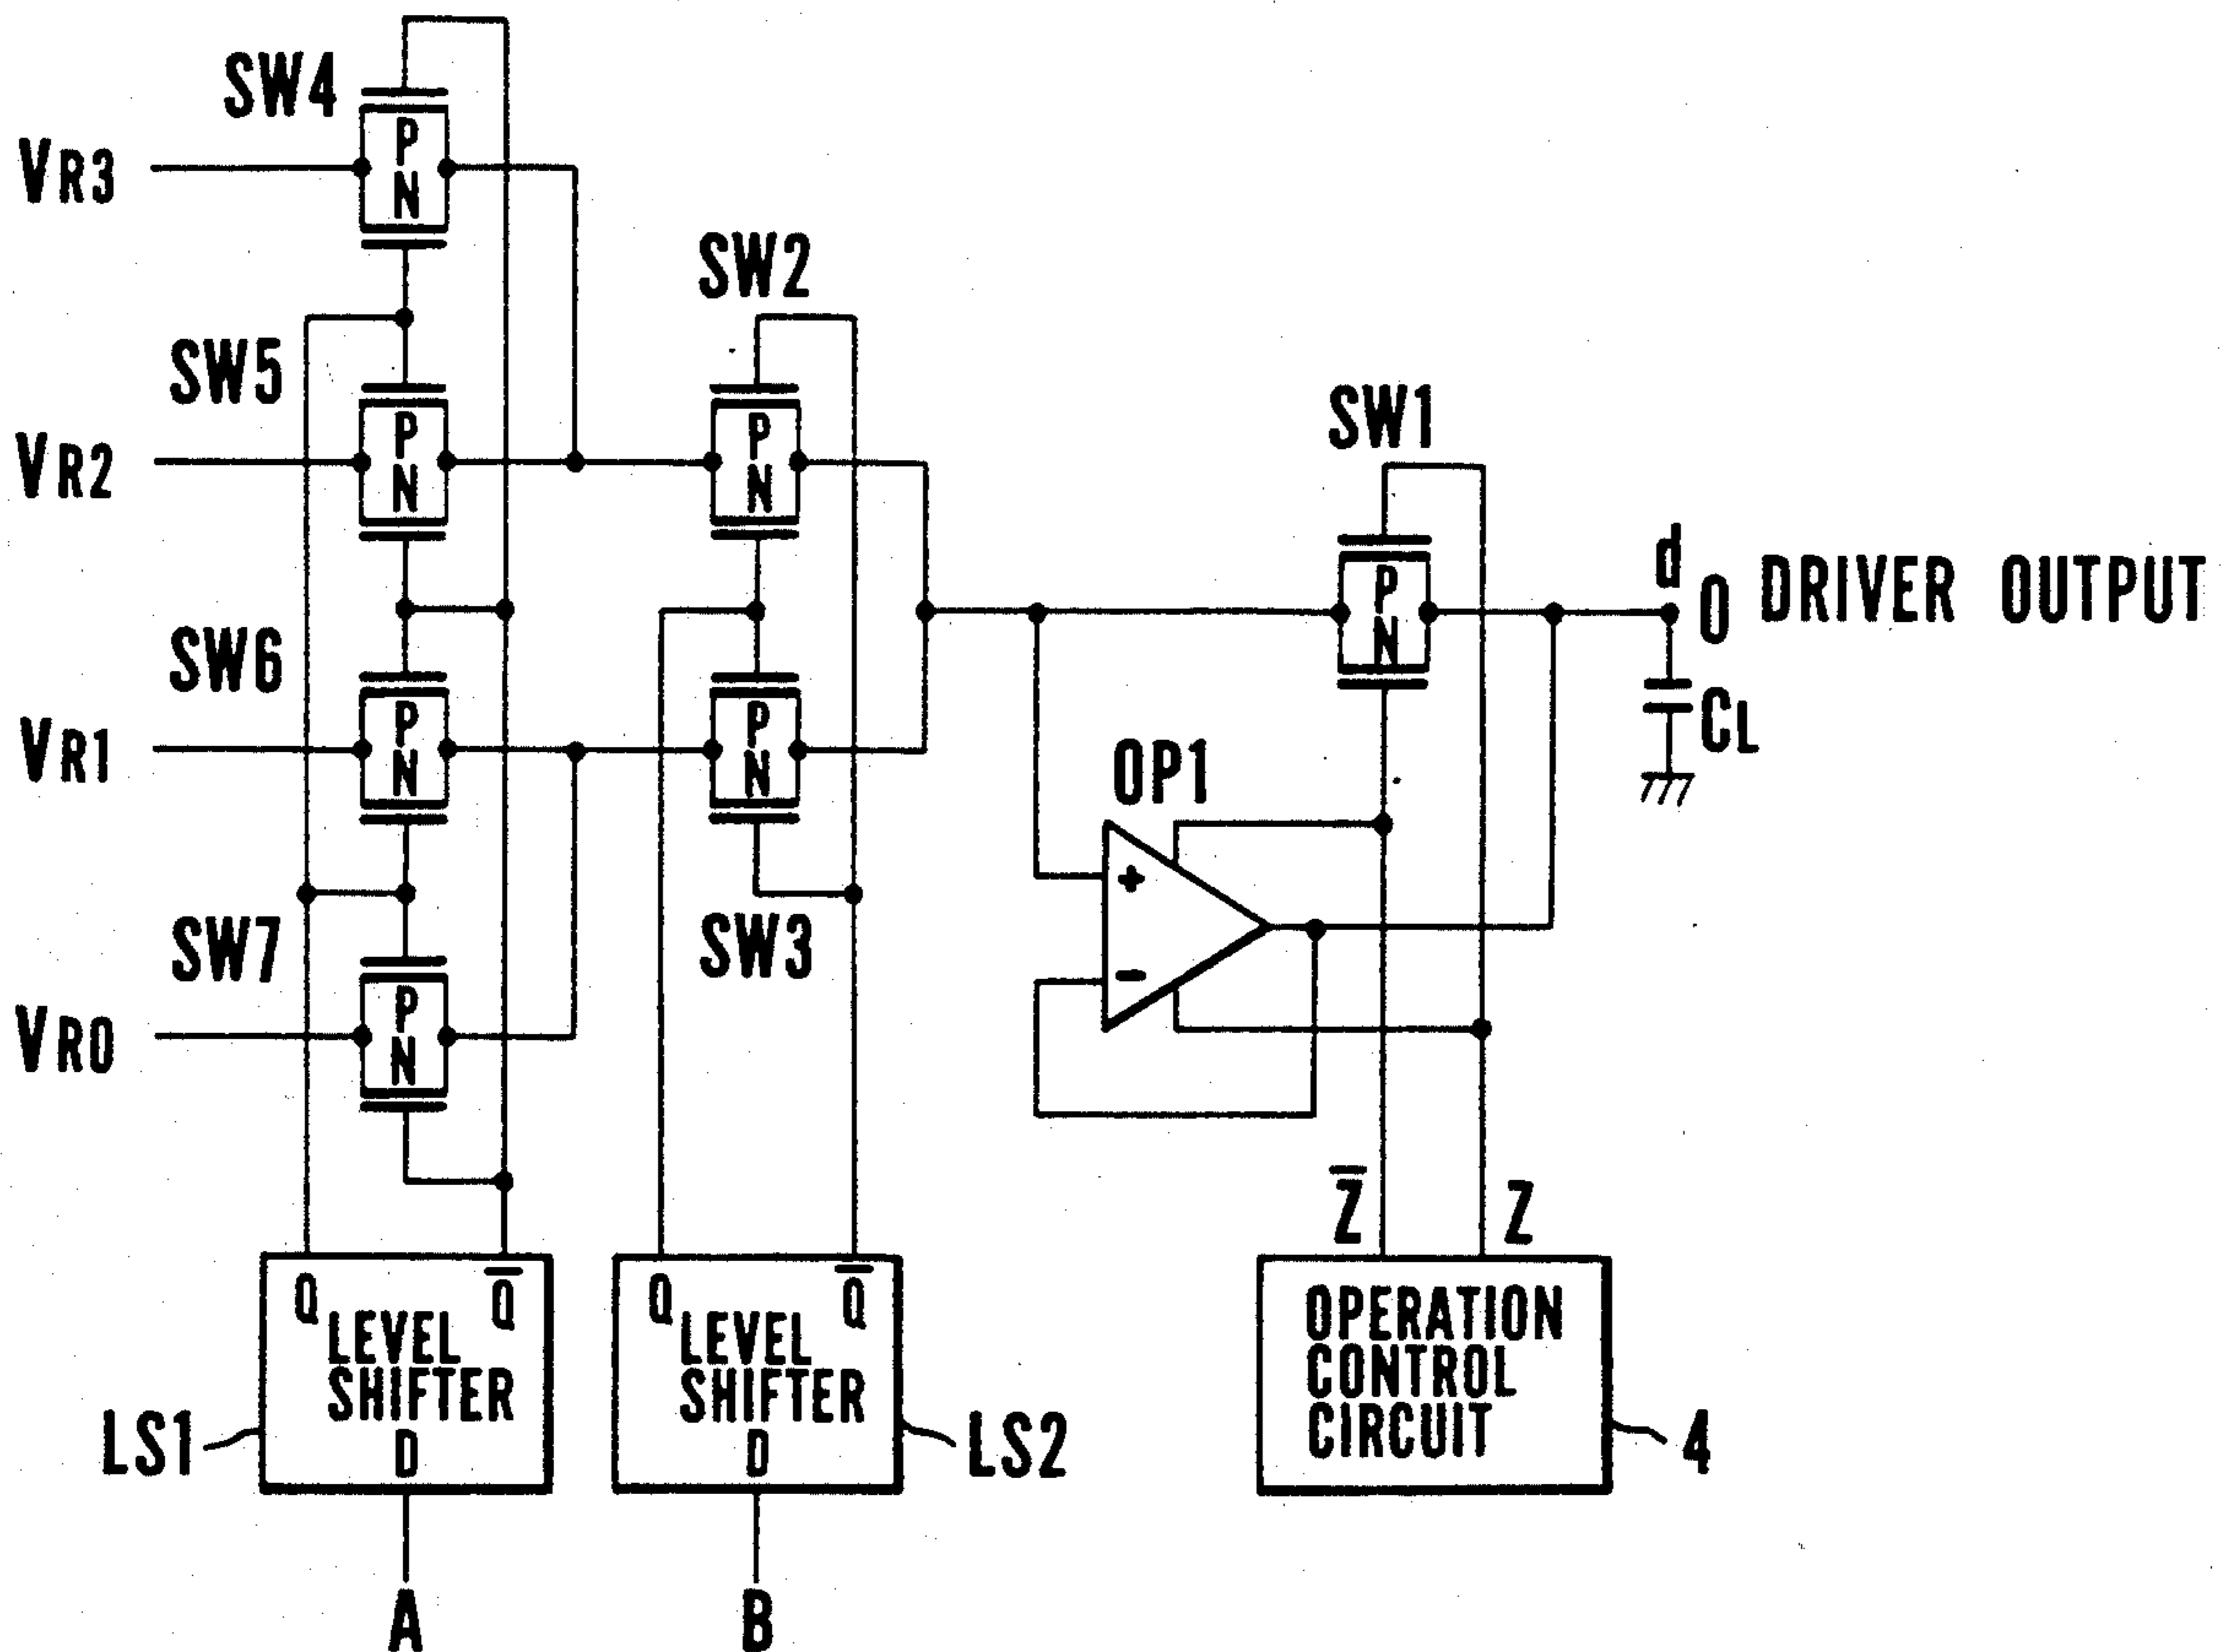 SW4
P
N
VR3
SW2
SW5
P
N
VR2
P
N
SW1
P
N
d
O DRIVER OUTPUT
CL
SW6
P
N
VR1
P
N
OP1
+
−
SW7
SW3
P
N
VR0
Z̅
Z
Q
Q̅
LEVEL
SHIFTER
D
LS1
Q
Q̅
LEVEL
SHIFTER
D
LS2
OPERATION
CONTROL
CIRCUIT
4
A
B